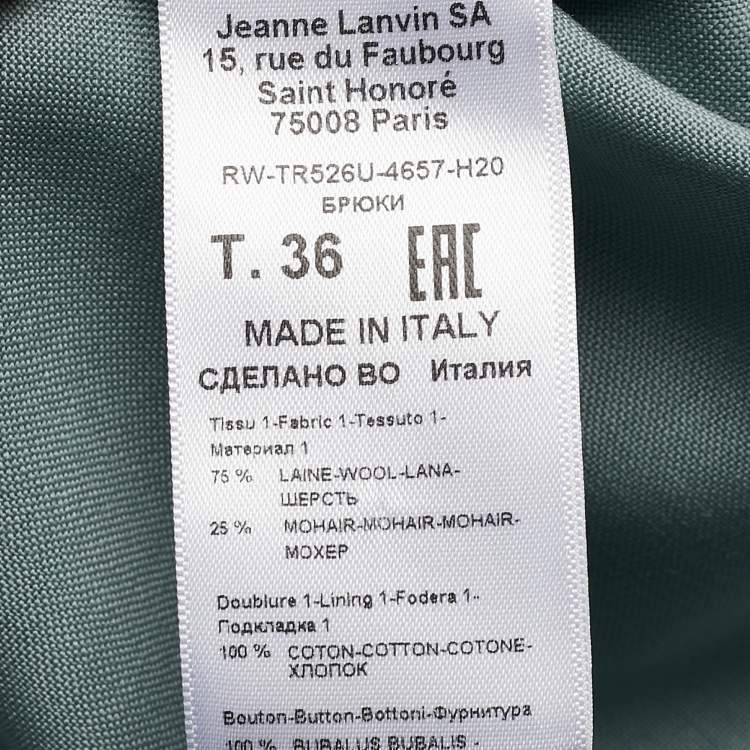 Jeanne Lanvin SA
15, rue du Faubourg
Saint Honoré
75008 Paris
RW-TR526U-4657-H20
БРЮКИ
T. 36 EAC
MADE IN ITALY
СДЕЛАНО ВО Италия
Tissu 1-Fabric 1-Tessuto 1-
Материал 1
75 % LAINE-WOOL-LANA-
ШЕРСТЬ
25 % MOHAIR-MOHAIR-MOHAIR-
МОХЕР
Doublure 1-Lining 1-Fodera 1-
Подкладка 1
100 % COTON-COTTON-COTONE-
ХЛОПОК
Bouton-Button-Bottoni-Фурнитура
100 % BUBALUS BUBALIS -